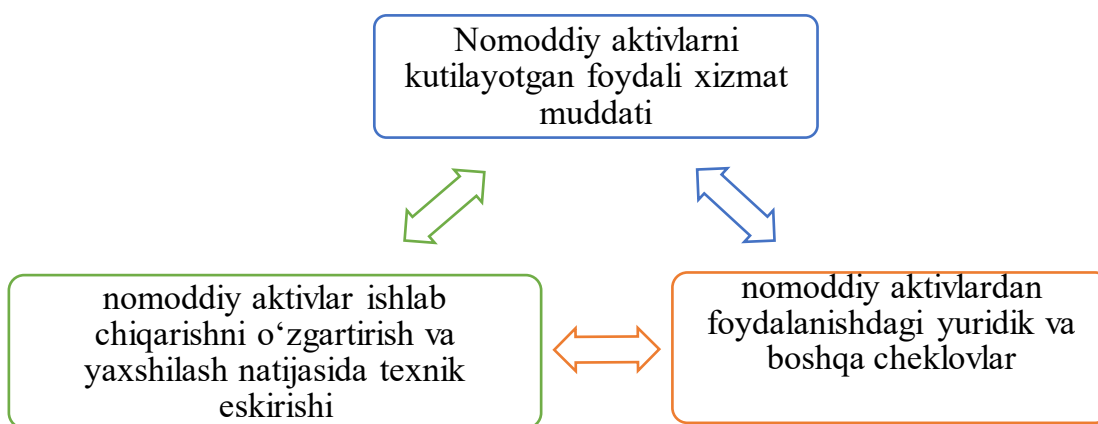 Nomoddiy aktivlarni
kutilayotgan foydali xizmat
muddati
nomoddiy aktivlar ishlab
chiqarishni o‘zgartirish va
yaxshilash natijasida texnik
eskirishi
nomoddiy aktivlardan
foydalanishdagi yuridik va
boshqa cheklovlar